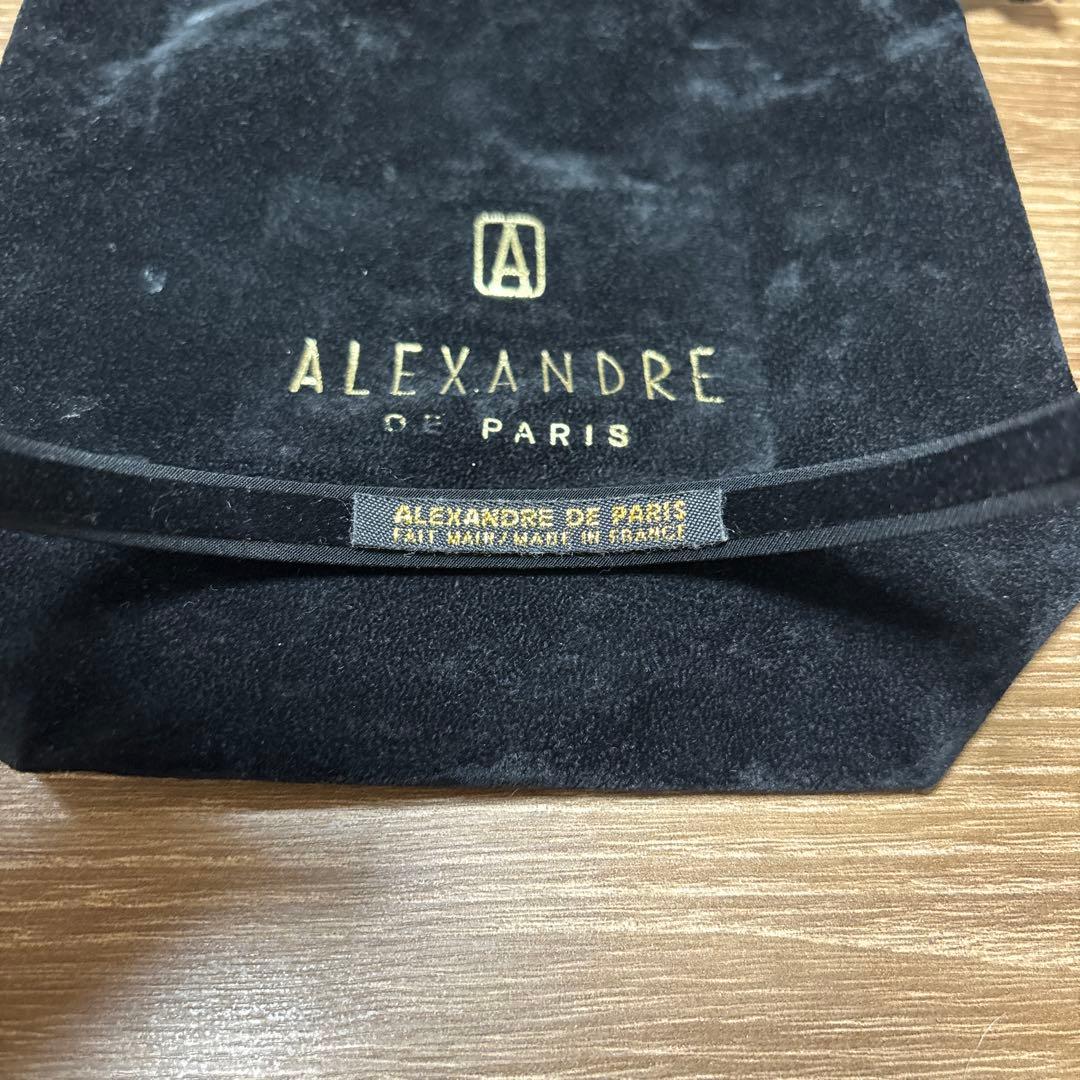 A
ALEXANDRE
DE PARIS
ALEXANDRE DE PARIS
FAIT MAIN/MADE IN FRANCE